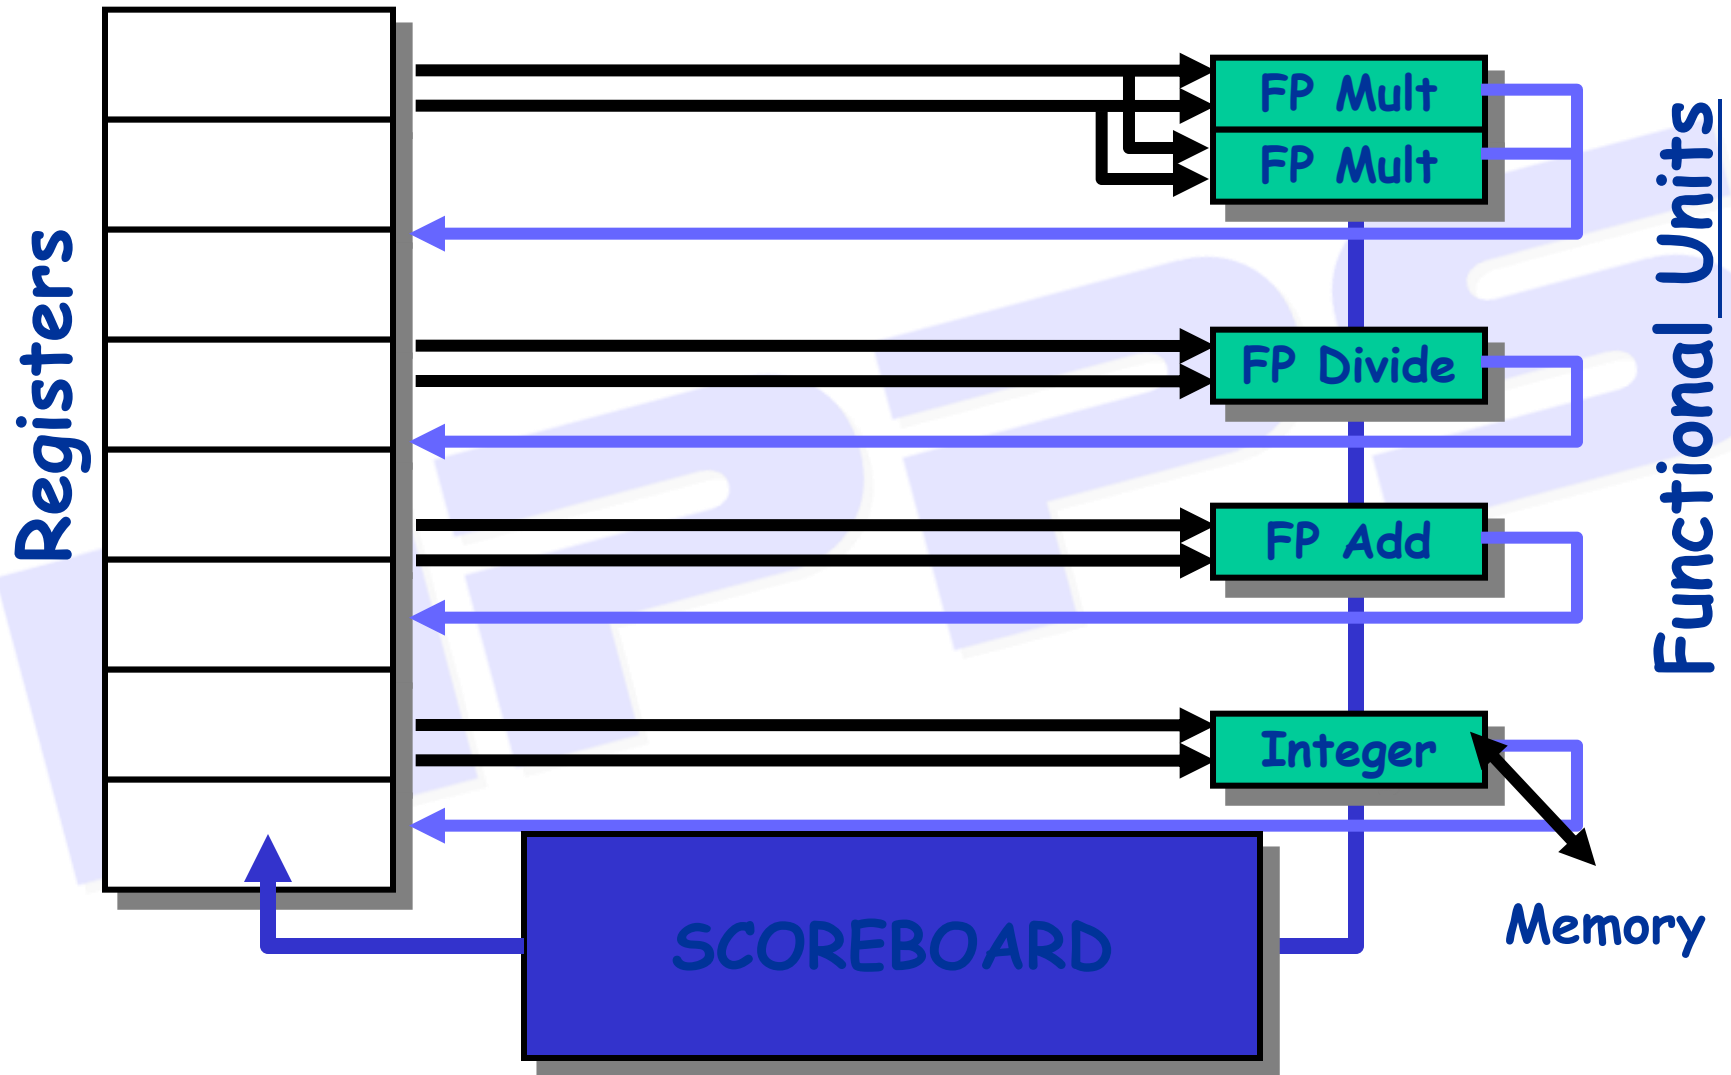 Registers
FP Mult
FP Mult
FP Divide
FP Add
Integer
Functional Units
SCOREBOARD
Memory